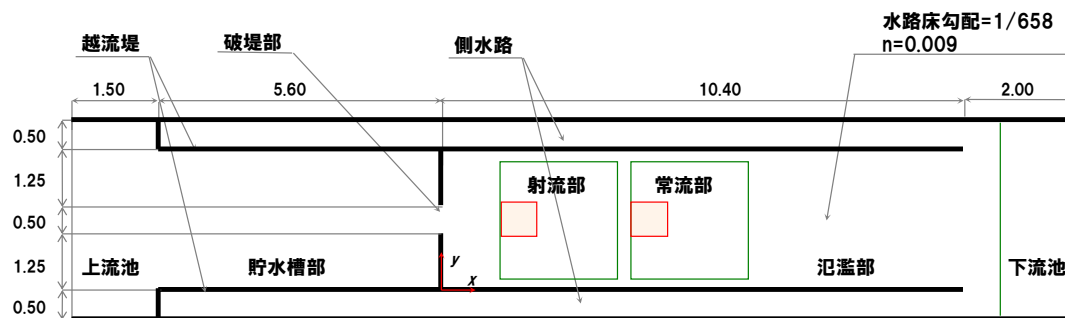 水路床勾配=1/658
n=0.009
越流堤
破堤部
側水路
1.50
5.60
10.40
2.00
0.50
1.25
0.50
1.25
0.50
射流部
常流部
上流池
貯水槽部
y
x
氾濫部
下流池